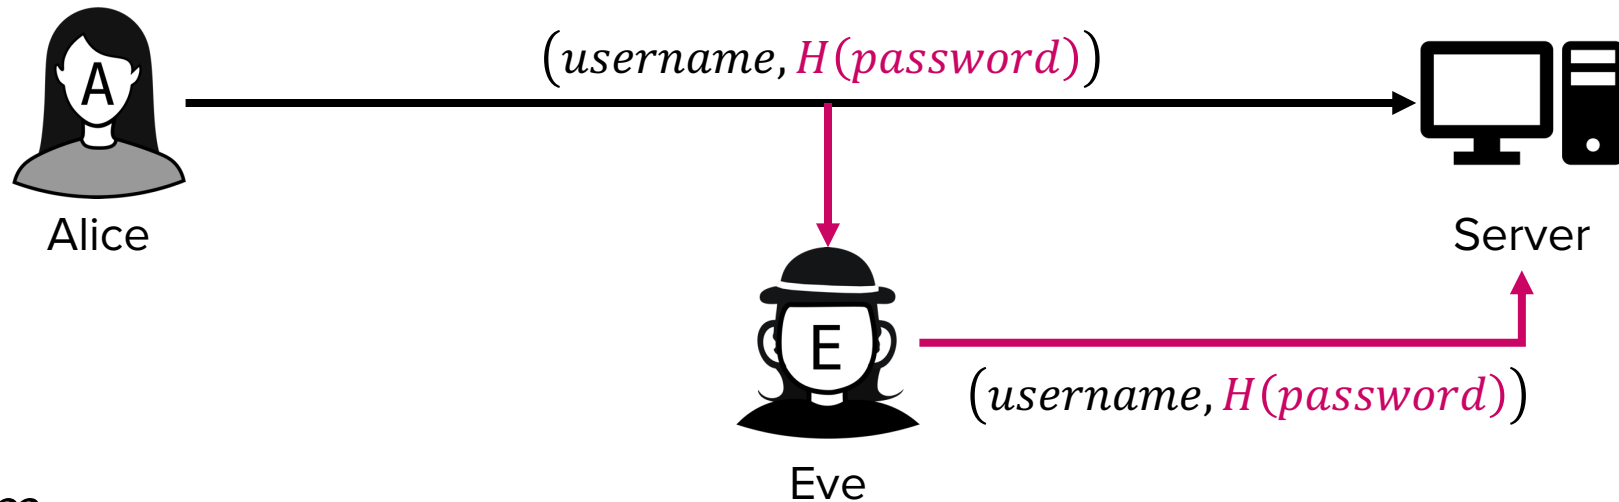 (username, H(password))
A
Alice
Server
E
(username, H(password))
Eve